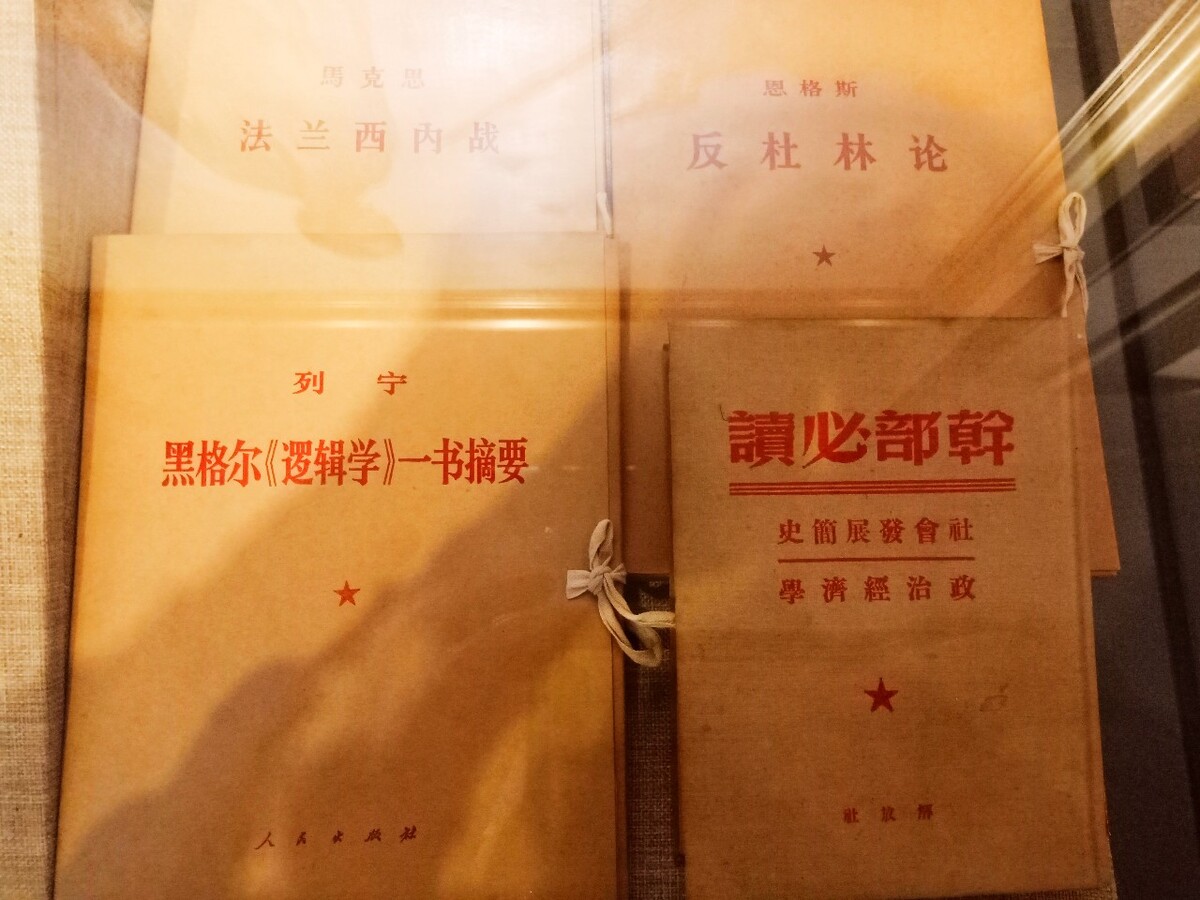 馬克思
法兰西内战
恩格斯
反杜林论
列宁
黑格尔《逻辑学》一书摘要
人民出版社
幹部必讀
社會發展簡史
政治經濟學
解放社